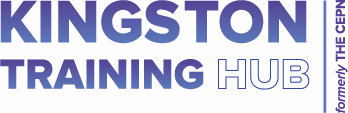 KINGSTON
TRAINING HUB
formerly THE CEPN